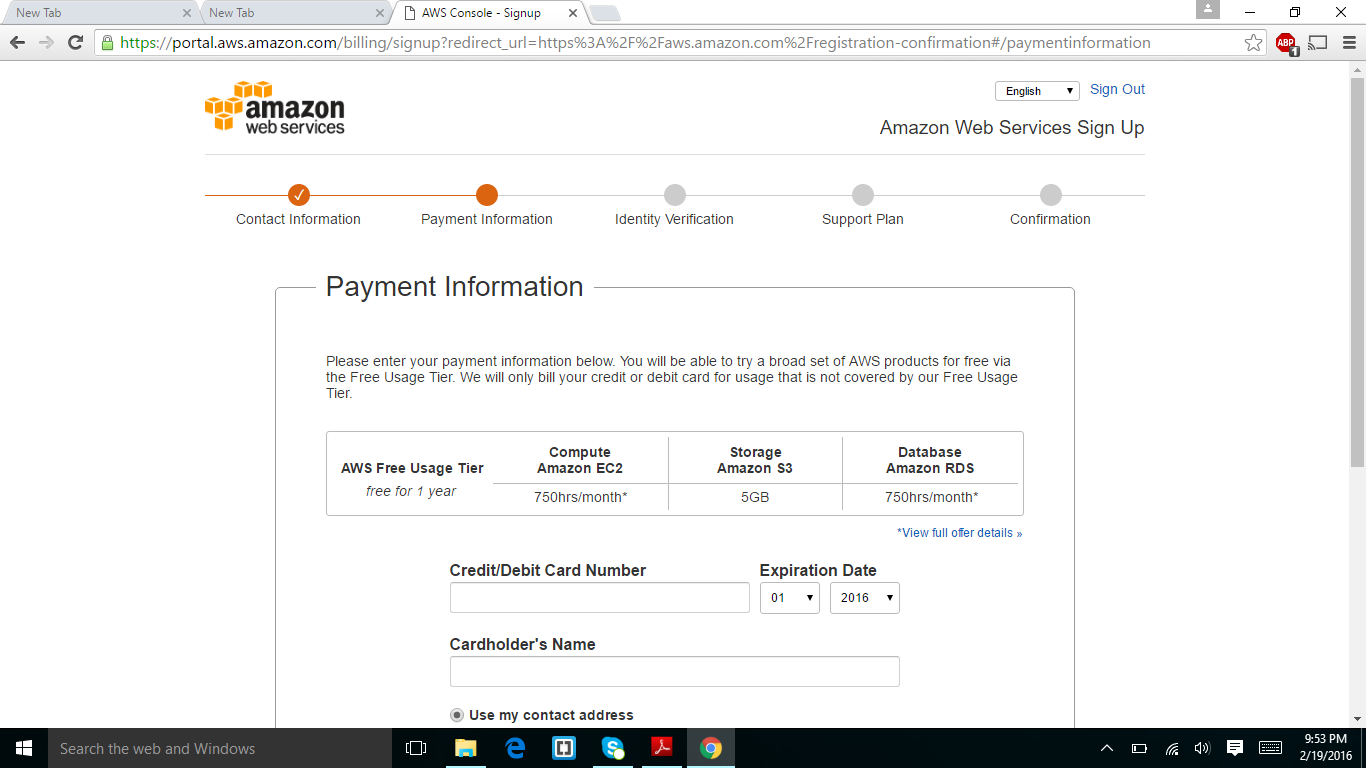 New Tab
New Tab
AWS Console - Signup
https://portal.aws.amazon.com/billing/signup?redirect_url=https%3A%2F%2Faws.amazon.com%2Fregistration-confirmation#/paymentinformation
ABP
1
amazon
web services
English
Sign Out
Amazon Web Services Sign Up
Contact Information
Payment Information
Identity Verification
Support Plan
Confirmation
Payment Information
Please enter your payment information below. You will be able to try a broad set of AWS products for free via
the Free Usage Tier. We will only bill your credit or debit card for usage that is not covered by our Free Usage
Tier.
AWS Free Usage Tier
free for 1 year
Compute
Amazon EC2
750hrs/month*
Storage
Amazon S3
5GB
Database
Amazon RDS
750hrs/month*
*View full offer details »
Credit/Debit Card Number
Expiration Date
01
2016
Cardholder's Name
Use my contact address
Search the web and Windows
9:53 PM
2/19/2016